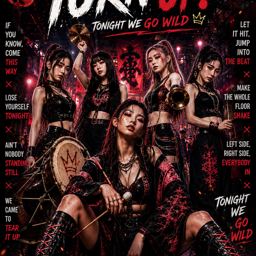 TURN UP!
TONIGHT WE GO WILD
IF
YOU
KNOW,
COME
THIS
WAY
LOSE
YOURSELF
TONIGHT
AIN'T
NOBODY
STANDIN'
STILL
WE
CAME
TO
TEAR
IT UP
LET
IT HIT,
JUMP
INTO
THE BEAT
MAKE
THE WHOLE
FLOOR
SHAKE
LEFT SIDE,
RIGHT SIDE,
EVERYBODY
IN
TONIGHT
WE
GO
WILD